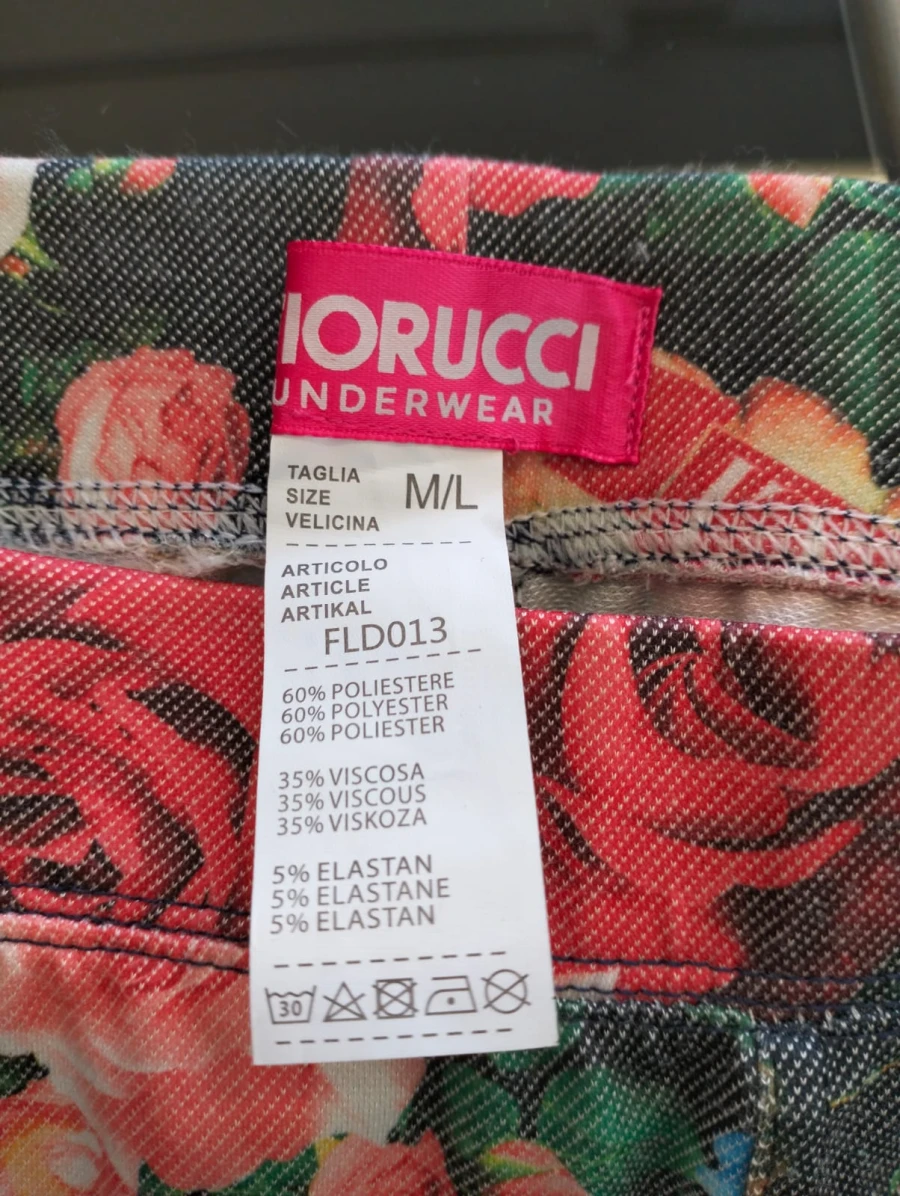 IORUCCI
UNDERWEAR
TAGLIA
SIZE
VELICINA
M/L
ARTICOLO
ARTICLE
ARTIKAL
FLD013
60% POLIESTERE
60% POLYESTER
60% POLIESTER
35% VISCOSA
35% VISCOUS
35% VISKOZA
5% ELASTAN
5% ELASTANE
5% ELASTAN
30